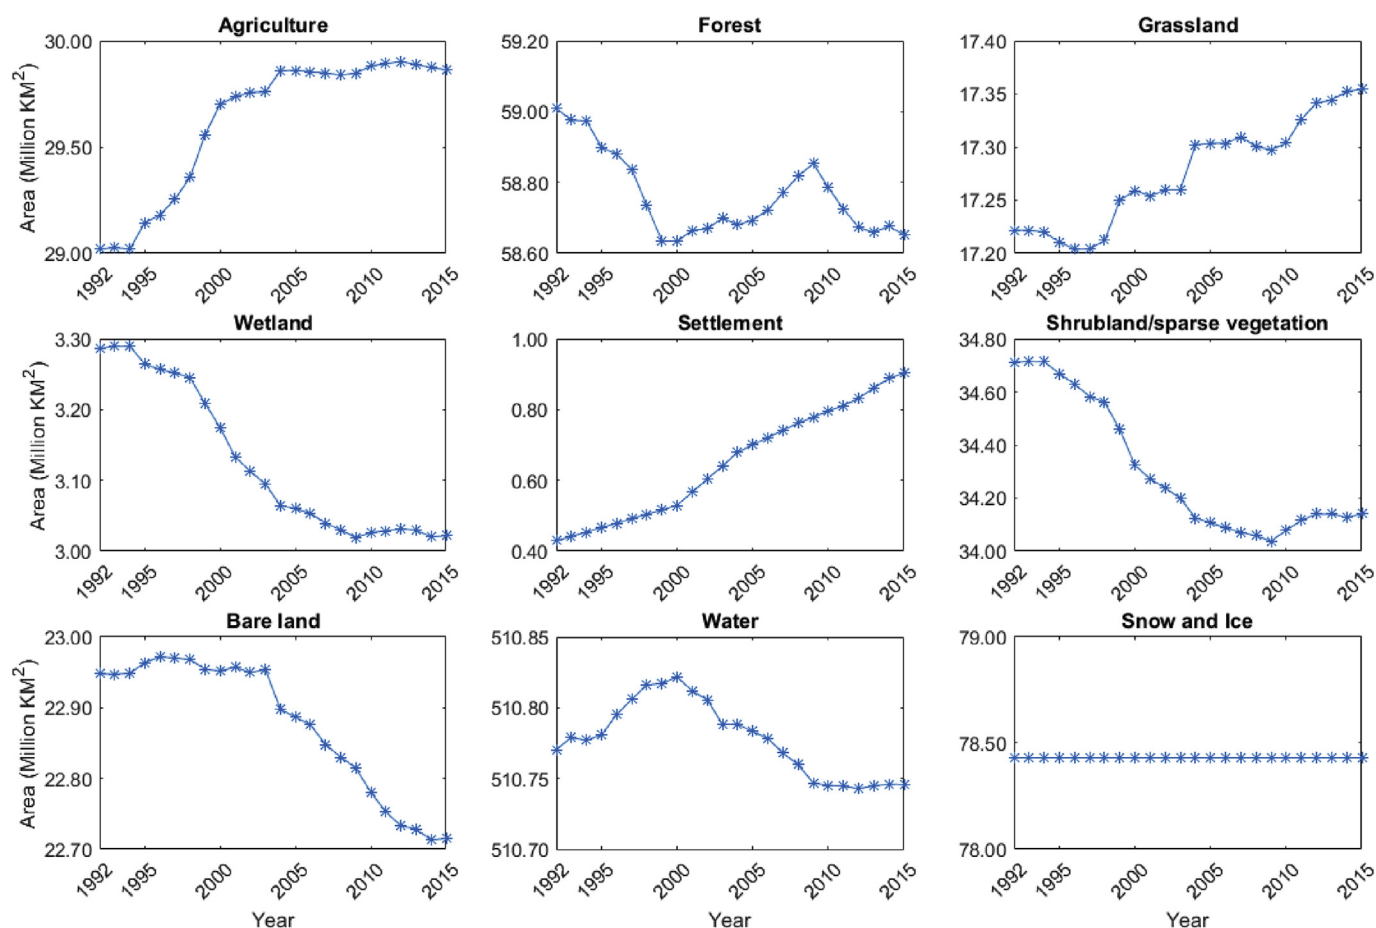 Agriculture Forest Grassland
30.00 59.20 17.40
59.00 17.35
29.50 58.80 17.30
17.25
29.00 58.60 17.20
Area (Million KM²)
1992 1995 2000 2005 2010 2015 1992 1995 2000 2005 2010 2015 1992 1995 2000 2005 2010 2015
Wetland Settlement Shrubland/sparse vegetation
3.30 1.00 34.80
0.80 34.60
3.20
34.40
3.10 0.60 34.20
3.00 0.40 34.00
Area (Million KM²)
1992 1995 2000 2005 2010 2015 1992 1995 2000 2005 2010 2015 1992 1995 2000 2005 2010 2015
Bare land Water Snow and Ice
23.00 510.85 79.00
22.90 510.80
78.50
22.80 510.75
22.70 510.70 78.00
Area (Million KM²)
1992 1995 2000 2005 2010 2015 1992 1995 2000 2005 2010 2015 1992 1995 2000 2005 2010 2015
Year Year Year